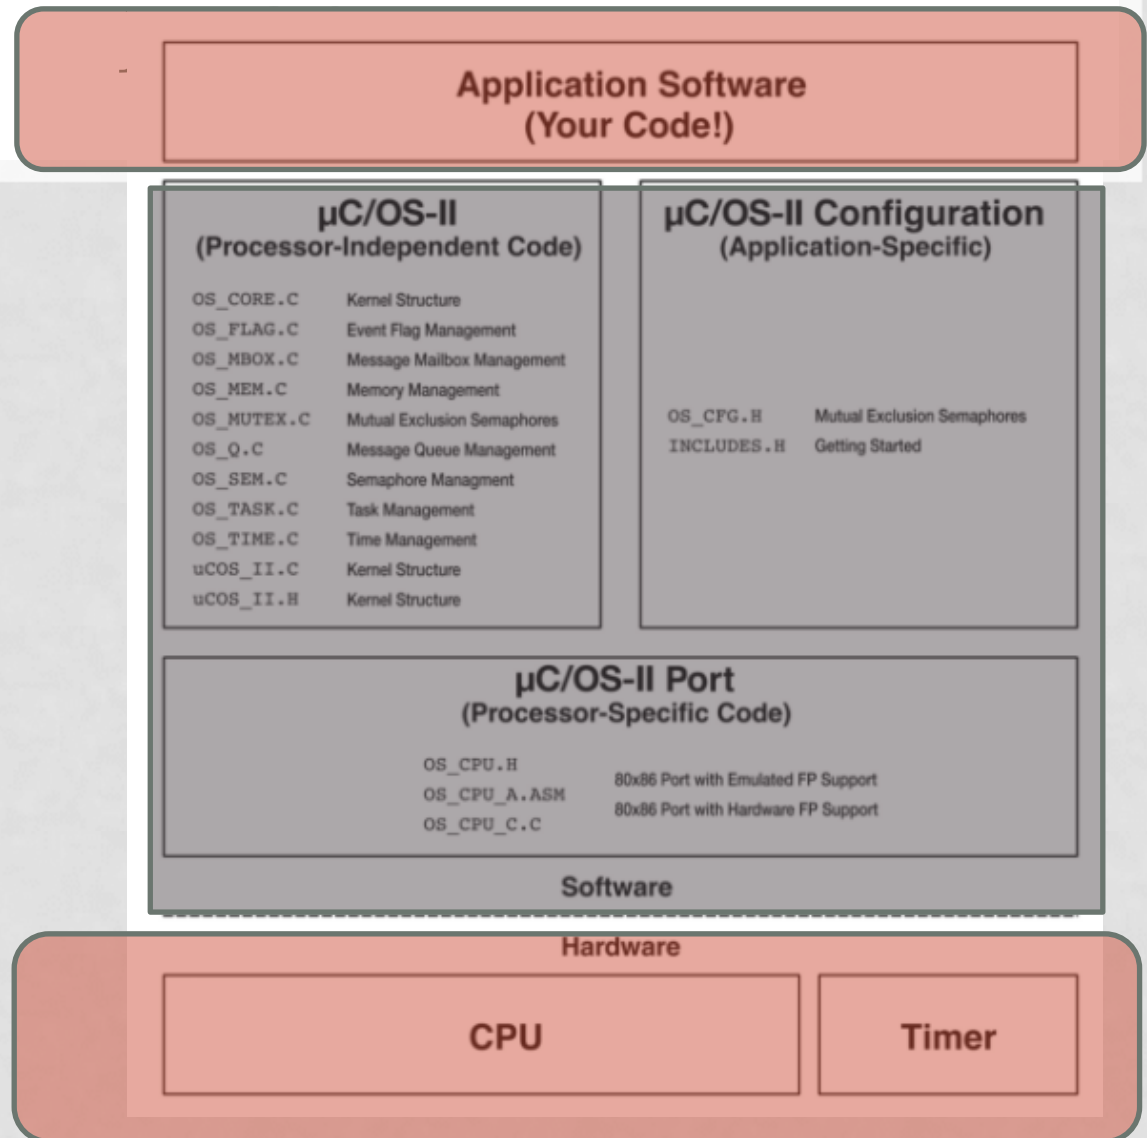 Application Software
(Your Code!)
µC/OS-II
(Processor-Independent Code)
OS_CORE.C Kernel Structure
OS_FLAG.C Event Flag Management
OS_MBOX.C Message Mailbox Management
OS_MEM.C Memory Management
OS_MUTEX.C Mutual Exclusion Semaphores
OS_Q.C Message Queue Management
OS_SEM.C Semaphore Managment
OS_TASK.C Task Management
OS_TIME.C Time Management
uCOS_II.C Kernel Structure
uCOS_II.H Kernel Structure
µC/OS-II Configuration
(Application-Specific)
OS_CFG.H Mutual Exclusion Semaphores
INCLUDES.H Getting Started
µC/OS-II Port
(Processor-Specific Code)
OS_CPU.H
OS_CPU_A.ASM
OS_CPU_C.C
80x86 Port with Emulated FP Support
80x86 Port with Hardware FP Support
Software
Hardware
CPU
Timer